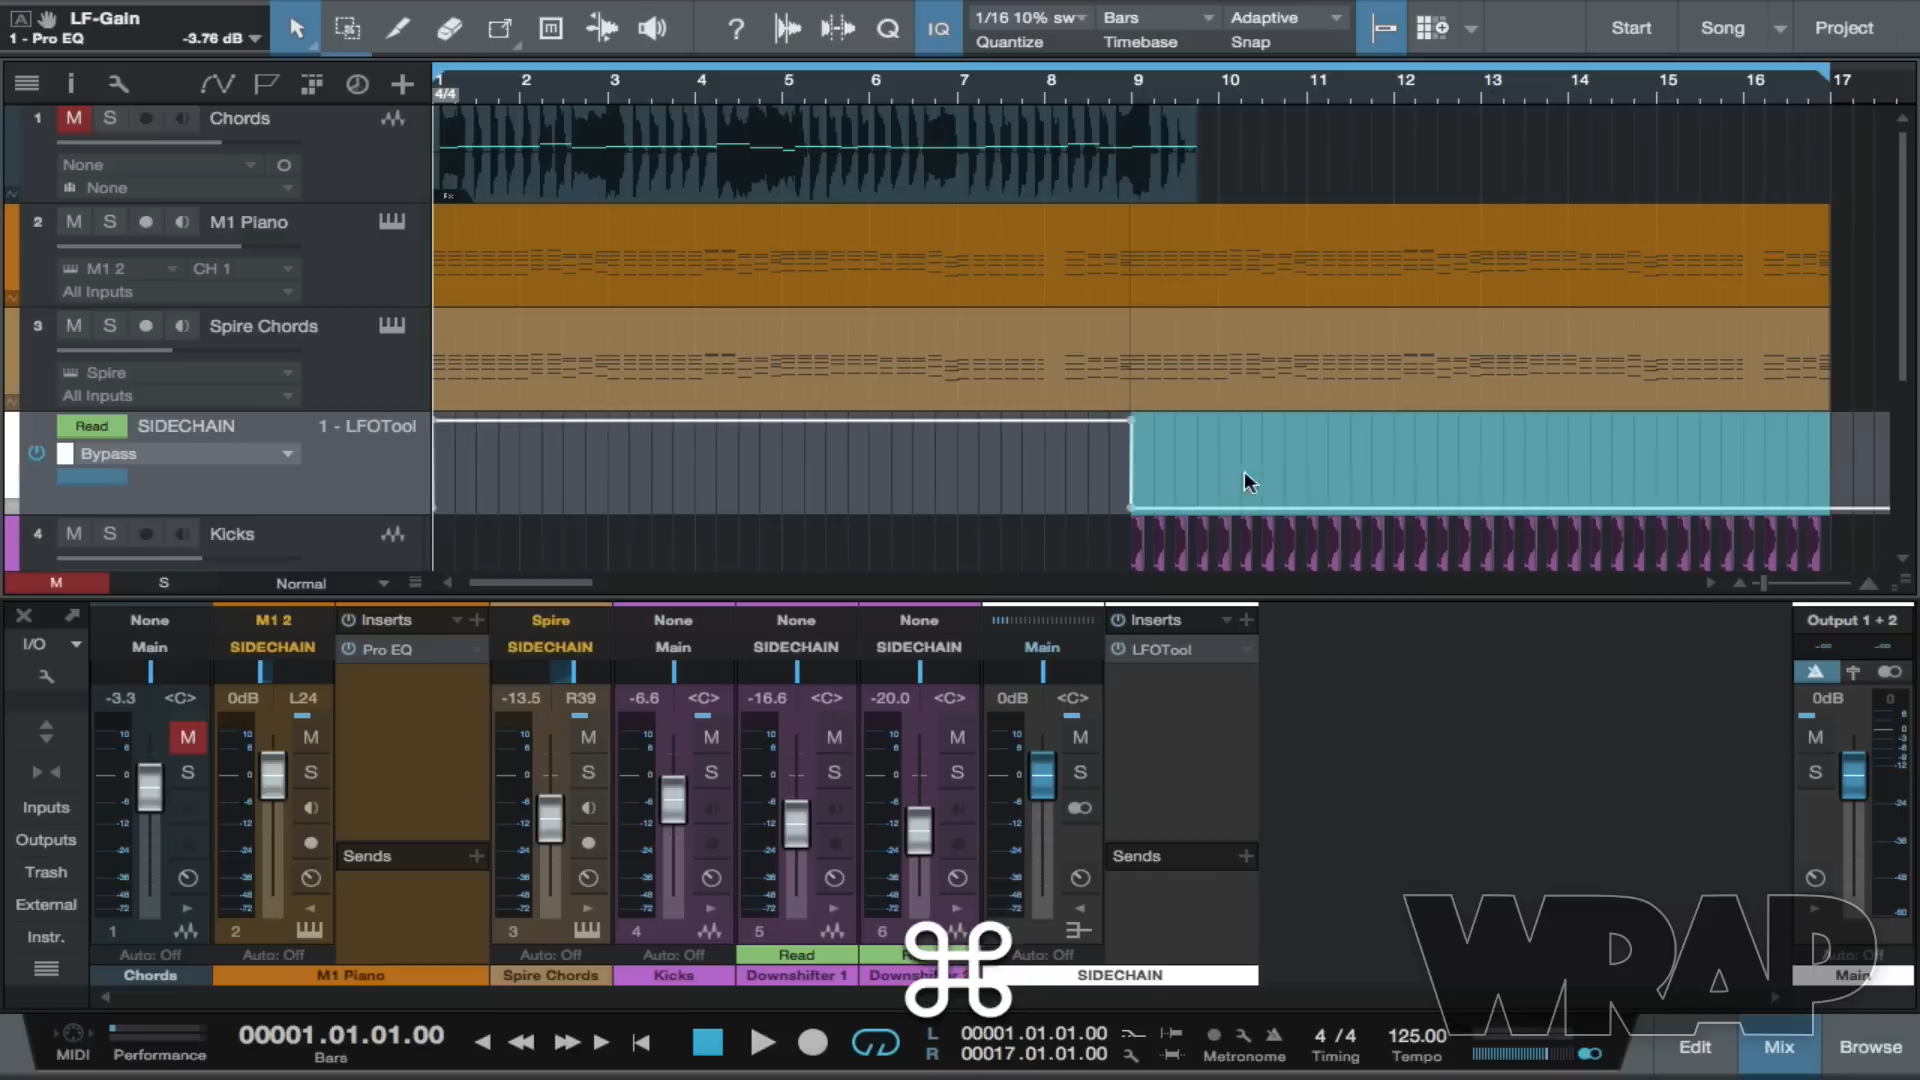 A LF-Gain
1 - Pro EQ -3.76 dB
1/16 10% sw Bars Adaptive
Quantize Timebase Snap
? Q IQ
Start Song Project
1 2 3 4 5 6 7 8 9 10 11 12 13 14 15 16 17
4/4
1 M S Chords
None
None
Fx
2 M S M1 Piano
M1 2 CH 1
All Inputs
3 M S Spire Chords
Spire
All Inputs
Read SIDECHAIN 1 - LFOTool
Bypass
4 M S Kicks
M S Normal
I/O
Inputs
Outputs
Trash
External
Instr.
None M1 2 Inserts Spire None None None Inserts Output 1 + 2
Main SIDECHAIN Pro EQ SIDECHAIN Main SIDECHAIN SIDECHAIN Main LFOTool
-3.3 <C> 0dB L24 -13.5 R39 -6.6 <C> -16.6 <C> -20.0 <C> 0dB <C> 0dB
M M M M M M M M
S S S S S S S S
Sends Sends
1 2 3 4 5 6
Auto: Off Auto: Off Auto: Off Auto: Off Read Auto: Off Auto: Off
Chords M1 Piano Spire Chords Kicks Downshifter 1 SIDECHAIN Main
WRAP
MIDI Performance
00001.01.01.00
Bars
L 00001.01.01.00
R 00017.01.01.00
Metronome
4 / 4
Timing
125.00
Tempo
Edit Mix Browse